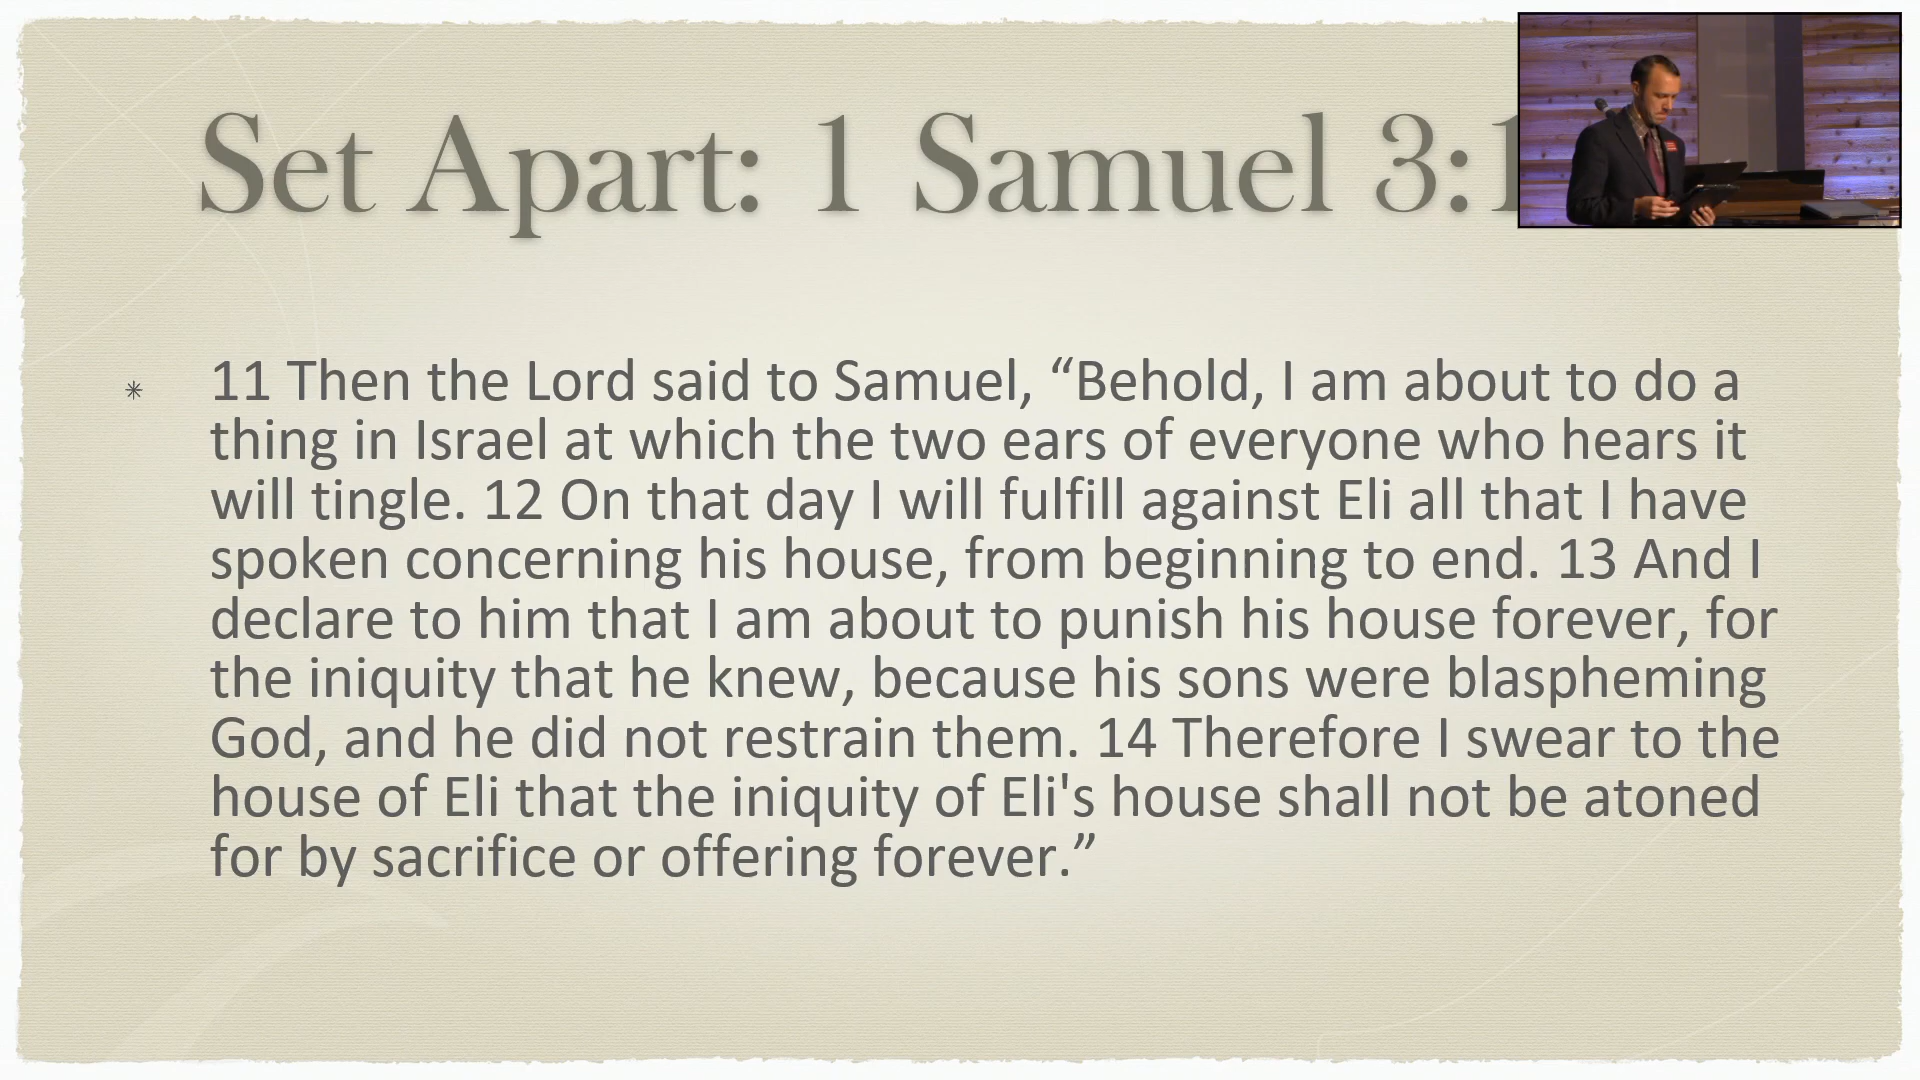 Set Apart: 1 Samuel 3:1
11 Then the Lord said to Samuel, “Behold, I am about to do a
thing in Israel at which the two ears of everyone who hears it
will tingle. 12 On that day I will fulfill against Eli all that I have
spoken concerning his house, from beginning to end. 13 And I
declare to him that I am about to punish his house forever, for
the iniquity that he knew, because his sons were blaspheming
God, and he did not restrain them. 14 Therefore I swear to the
house of Eli that the iniquity of Eli's house shall not be atoned
for by sacrifice or offering forever.”